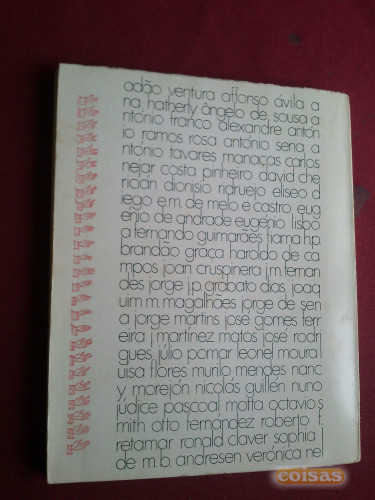 adão ventura affonso ávila a
na hatherly ângelo de sousa a
ntónio franco alexandre antón
io ramos rosa antónio sena a
ntónio tavares manaças carlos
nejar costa pinheiro david che
rician dionisio ridruejo eliseo d
iego e.m. de melo e castro eug
énio de andrade eugénio lisbo
a fernando guimarães fiama h.p.
brandão graça haroldo de ca
mpos joan cruspinera j.m. fernan
des jorge j.p. grabato dias joaq
uim m. magalhães jorge de sen
a jorge martins josé gomes ferr
eira j. martinez matos josé rodri
gues júlio pomar leonel moura l
uisa flores murilo mendes nanc
y morejón nicolás guillén nuno
júdice pascoal motta octavio s
mith otto fernández roberto f.
retamar ronald claver sophia
de m.b. andresen verónica nel
coisas